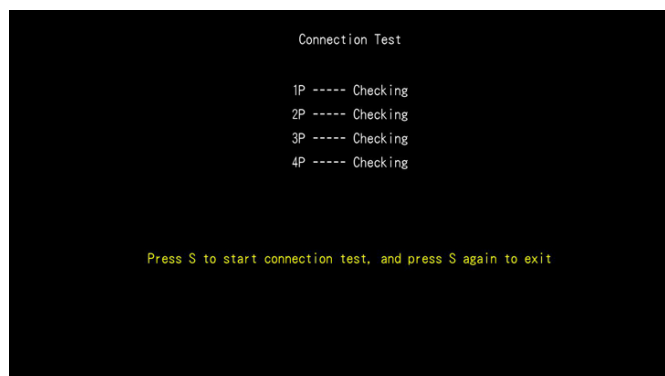 Connection Test
1P ----- Checking
2P ----- Checking
3P ----- Checking
4P ----- Checking
Press S to start connection test, and press S again to exit